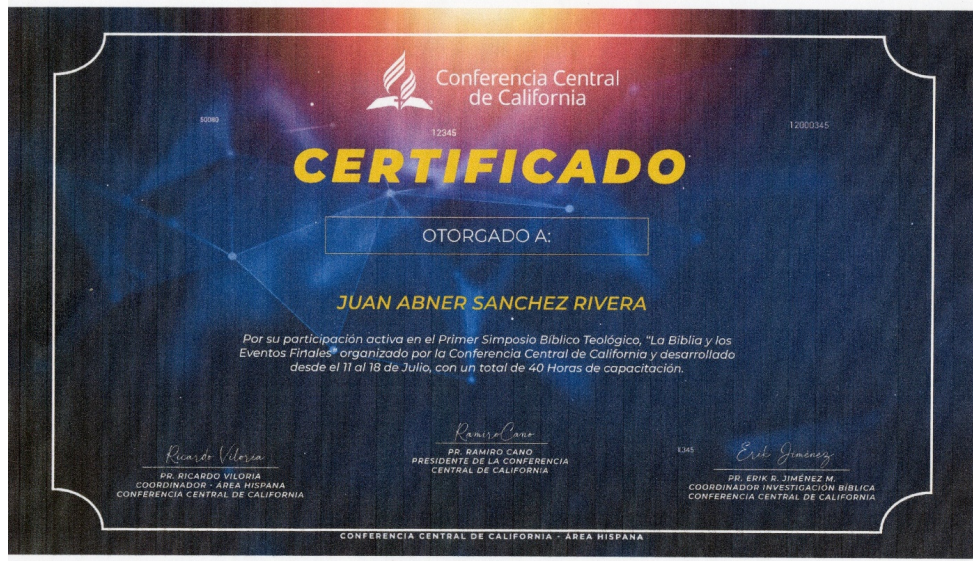 Conferencia Central
de California
50080
12345
12000345
CERTIFICADO
OTORGADO A:
JUAN ABNER SANCHEZ RIVERA
Por su participación activa en el Primer Simposio Bíblico Teológico, "La Biblia y los
Eventos Finales" organizado por la Conferencia Central de California y desarrollado
desde el 11 al 18 de Julio, con un total de 40 Horas de capacitación.
Ricardo Viloria
PR. RICARDO VILORIA
COORDINADOR - ÁREA HISPANA
CONFERENCIA CENTRAL DE CALIFORNIA
Ramiro Cano
PR. RAMIRO CANO
PRESIDENTE DE LA CONFERENCIA
CENTRAL DE CALIFORNIA
Erik Jiménez
PR. ERIK R. JIMÉNEZ M.
COORDINADOR INVESTIGACIÓN BÍBLICA
CONFERENCIA CENTRAL DE CALIFORNIA
CONFERENCIA CENTRAL DE CALIFORNIA - ÁREA HISPANA